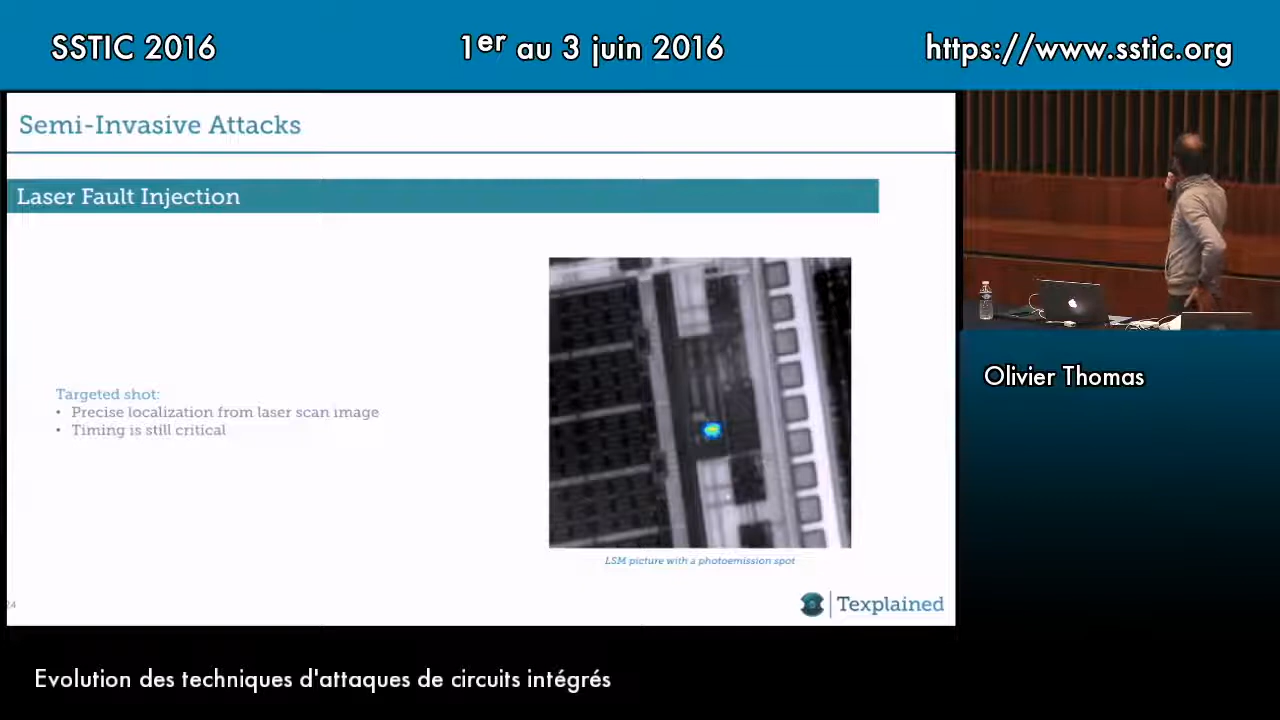 SSTIC 2016
1er au 3 juin 2016
https://www.sstic.org
Semi-Invasive Attacks
Laser Fault Injection
Targeted shot:
• Precise localization from laser scan image
• Timing is still critical
LSM picture with a photoemission spot
24
Texplained
Olivier Thomas
Evolution des techniques d'attaques de circuits intégrés